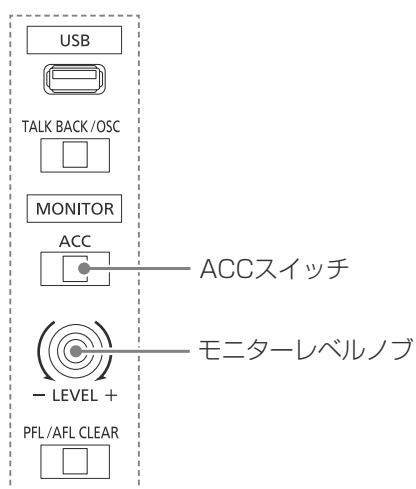 USB
TALK BACK/OSC
MONITOR
ACC
ACCスイッチ
モニターレベルノブ
− LEVEL +
PFL/AFL CLEAR